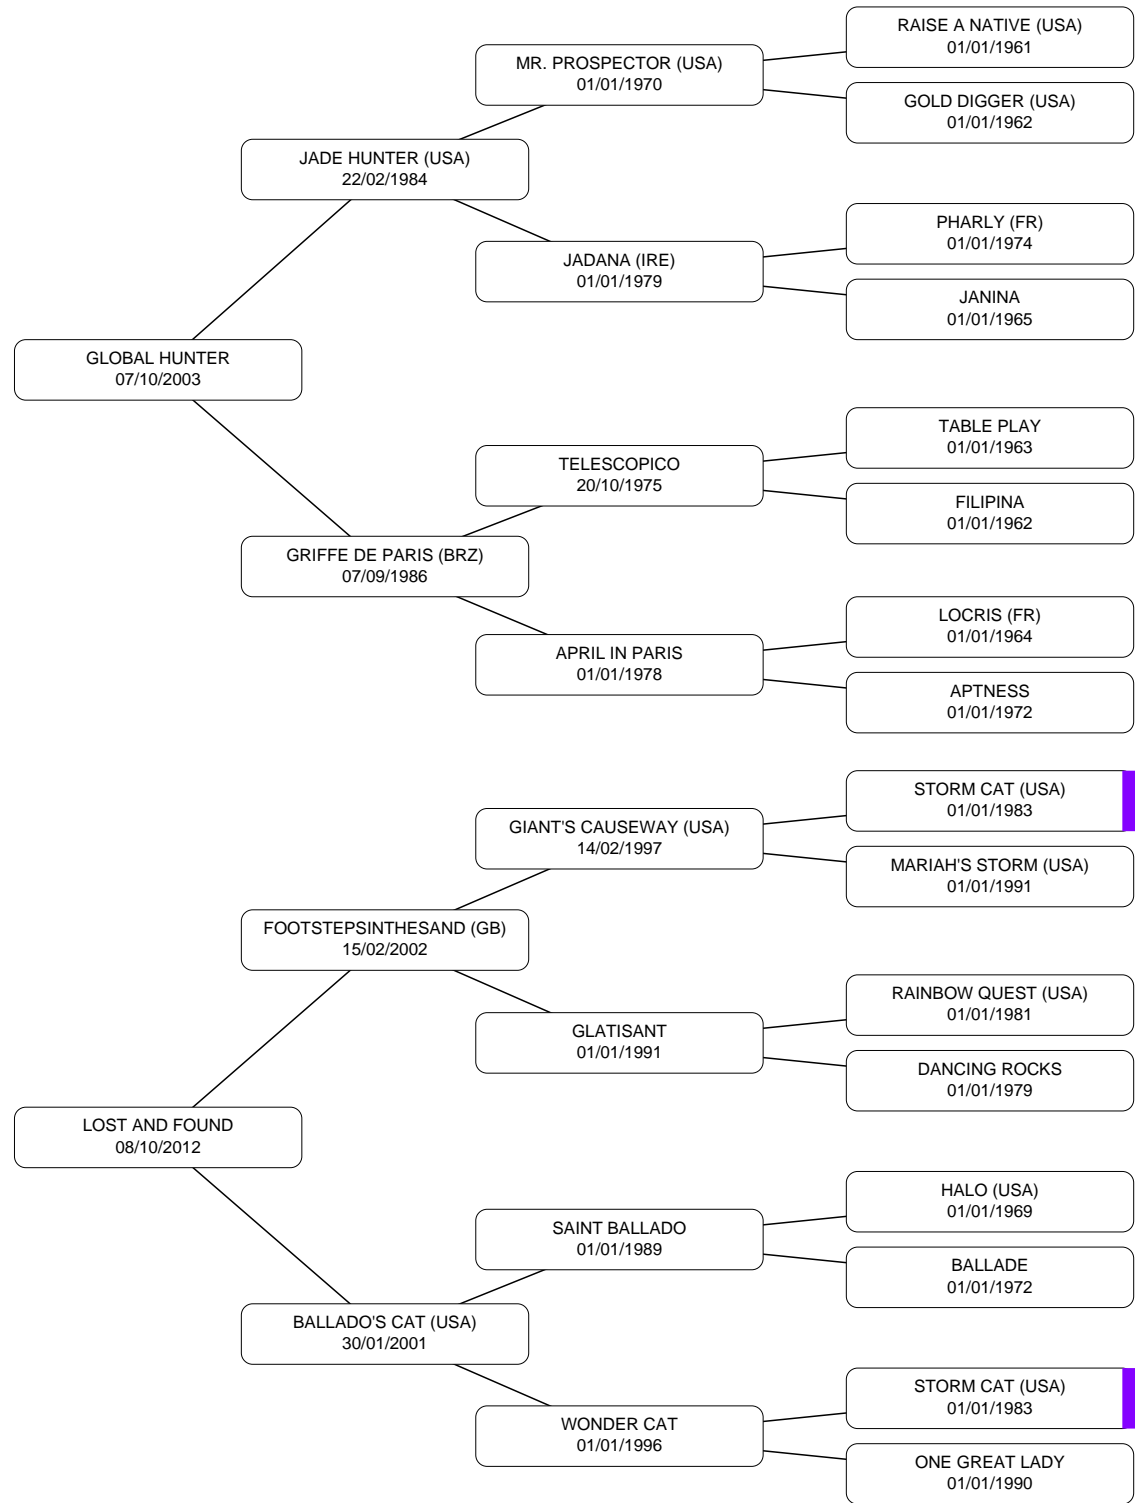 RAISE A NATIVE (USA)
01/01/1961
MR. PROSPECTOR (USA)
01/01/1970
GOLD DIGGER (USA)
01/01/1962
JADE HUNTER (USA)
22/02/1984
PHARLY (FR)
01/01/1974
JADANA (IRE)
01/01/1979
JANINA
01/01/1965
GLOBAL HUNTER
07/10/2003
TABLE PLAY
01/01/1963
TELESCOPICO
20/10/1975
FILIPINA
01/01/1962
GRIFFE DE PARIS (BRZ)
07/09/1986
LOCRIS (FR)
01/01/1964
APRIL IN PARIS
01/01/1978
APTNESS
01/01/1972
STORM CAT (USA)
01/01/1983
GIANT'S CAUSEWAY (USA)
14/02/1997
MARIAH'S STORM (USA)
01/01/1991
FOOTSTEPSINTHESAND (GB)
15/02/2002
RAINBOW QUEST (USA)
01/01/1981
GLATISANT
01/01/1991
DANCING ROCKS
01/01/1979
LOST AND FOUND
08/10/2012
HALO (USA)
01/01/1969
SAINT BALLADO
01/01/1989
BALLADE
01/01/1972
BALLADO'S CAT (USA)
30/01/2001
STORM CAT (USA)
01/01/1983
WONDER CAT
01/01/1996
ONE GREAT LADY
01/01/1990